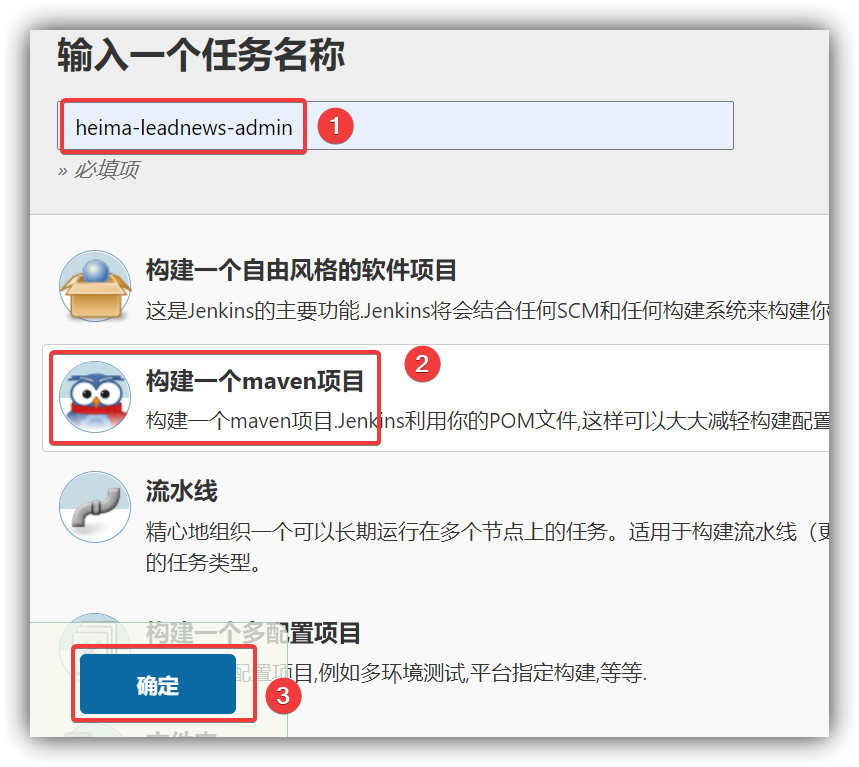 输入一个任务名称
heima-leadnews-admin
1
» 必填项
构建一个自由风格的软件项目
这是Jenkins的主要功能.Jenkins将会结合任何SCM和任何构建系统来构建你
构建一个maven项目
2
构建一个maven项目.Jenkins利用你的POM文件,这样可以大大减轻构建配置
流水线
精心地组织一个可以长期运行在多个节点上的任务。适用于构建流水线（更
的任务类型。
构建一个多配置项目
配置项目,例如多环境测试,平台指定构建,等等.
确定
3